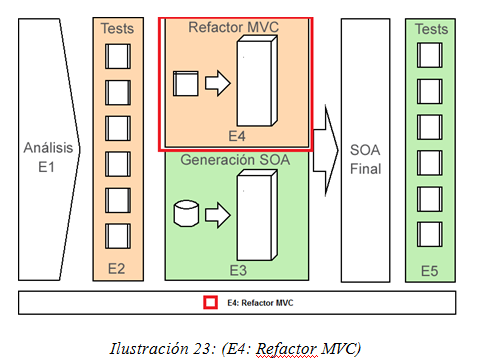 Tests
Refactor MVC
Tests
Análisis
E1
E4
Generación SOA
SOA
Final
E2
E3
E5
E4: Refactor MVC
Ilustración 23: (E4: Refactor MVC)